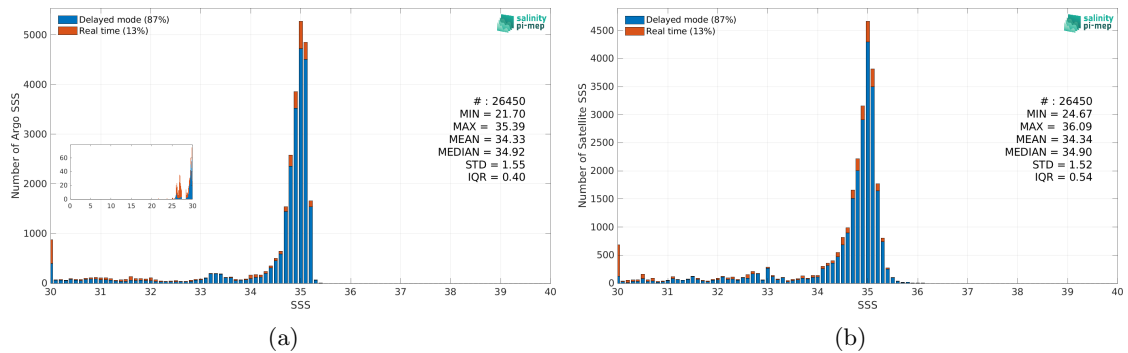 Delayed mode (87%)
Real time (13%)
salinity
pi-mep
# : 26450
MIN = 21.70
MAX = 35.39
MEAN = 34.33
MEDIAN = 34.92
STD = 1.55
IQR = 0.40
Number of Argo SSS
5000
4000
3000
2000
1000
0
80
60
40
20
0
0 5 10 15 20 25 30
30 31 32 33 34 35 36 37 38 39 40
SSS
(a)
Delayed mode (87%)
Real time (13%)
salinity
pi-mep
# : 26450
MIN = 24.67
MAX = 36.09
MEAN = 34.34
MEDIAN = 34.90
STD = 1.52
IQR = 0.54
Number of Satellite SSS
4500
4000
3500
3000
2500
2000
1500
1000
500
0
30 31 32 33 34 35 36 37 38 39 40
SSS
(b)